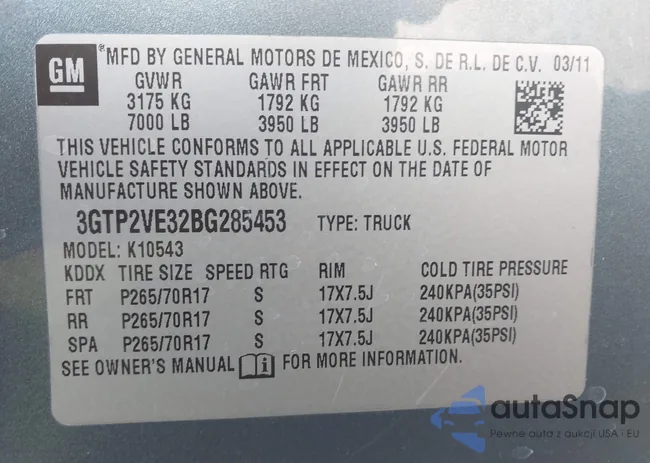 GM
® MFD BY GENERAL MOTORS DE MEXICO, S. DE R.L. DE C.V. 03/11
GVWR GAWR FRT GAWR RR
3175 KG 1792 KG 1792 KG
7000 LB 3950 LB 3950 LB
THIS VEHICLE CONFORMS TO ALL APPLICABLE U.S. FEDERAL MOTOR
VEHICLE SAFETY STANDARDS IN EFFECT ON THE DATE OF
MANUFACTURE SHOWN ABOVE.
3GTP2VE32BG285453 TYPE: TRUCK
MODEL: K10543
KDDX TIRE SIZE SPEED RTG RIM COLD TIRE PRESSURE
FRT P265/70R17 S 17X7.5J 240KPA(35PSI)
RR P265/70R17 S 17X7.5J 240KPA(35PSI)
SPA P265/70R17 S 17X7.5J 240KPA(35PSI)
SEE OWNER'S MANUAL i FOR MORE INFORMATION.
autaSnap
Pewne auta z aukcji USA i EU